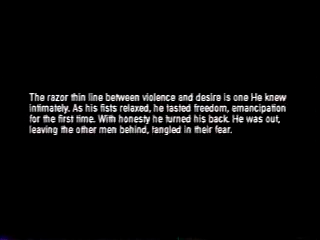 The razor thin line between violence and desire is one He knew
intimately. As his fists relaxed, he tasted freedom, emancipation
for the first time. With honesty he turned his back. He was out,
leaving the other men behind, tangled in their fear.